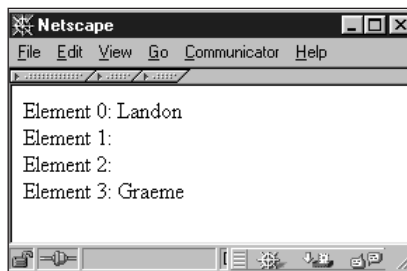 Netscape
File Edit View Go Communicator Help
Element 0: Landon
Element 1:
Element 2:
Element 3: Graeme